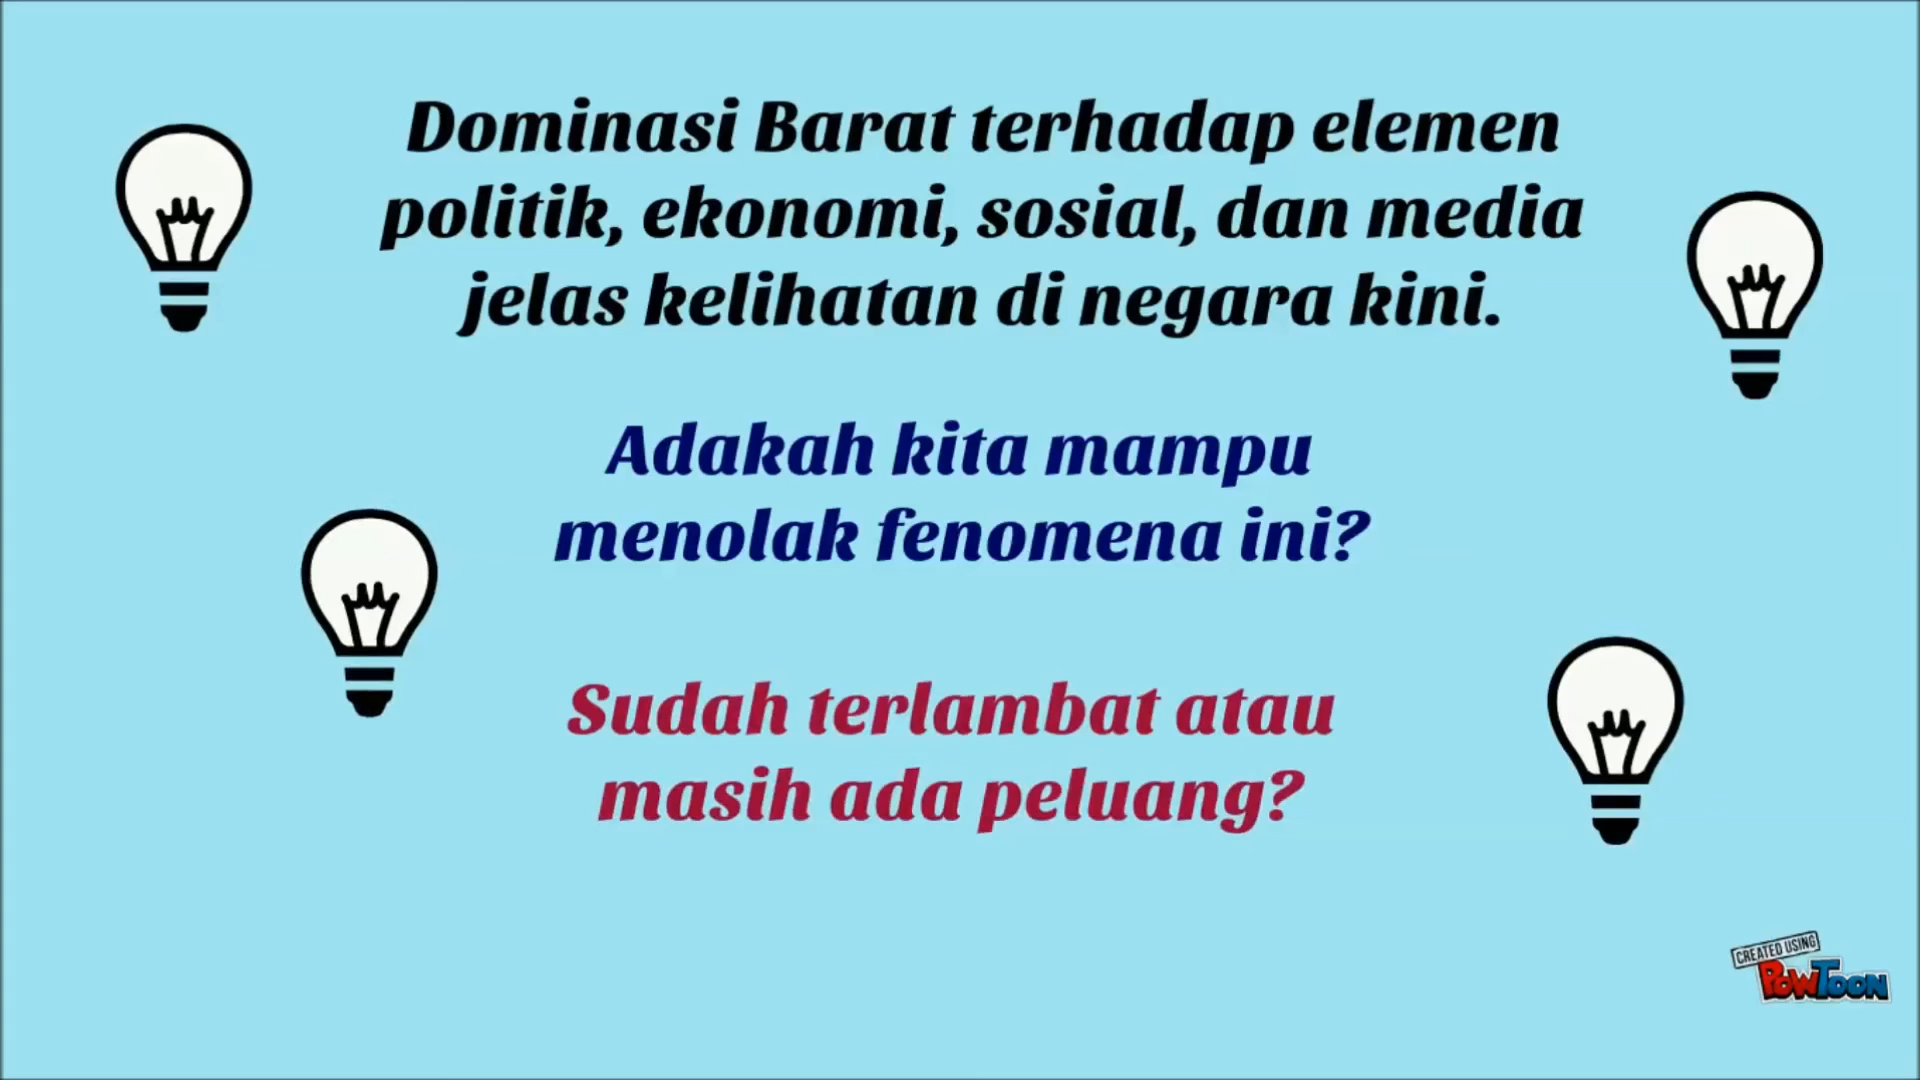 Dominasi Barat terhadap elemen
politik, ekonomi, sosial, dan media
jelas kelihatan di negara kini.
Adakah kita mampu
menolak fenomena ini?
Sudah terlambat atau
masih ada peluang?
CREATED USING
POWTOON